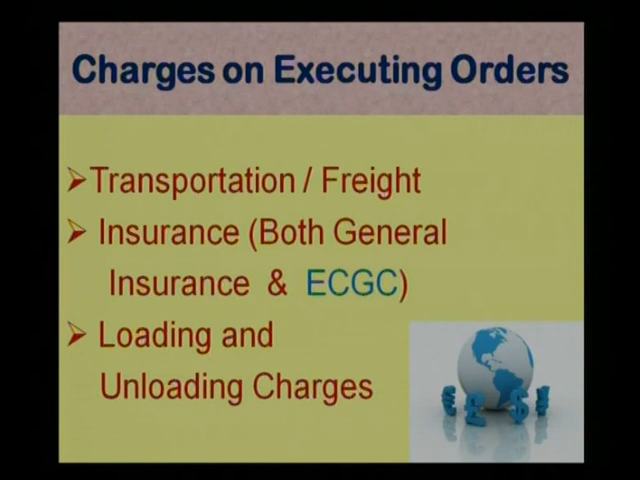 Charges on Executing Orders
➢Transportation / Freight
➢ Insurance (Both General
Insurance & ECGC)
➢ Loading and
Unloading Charges